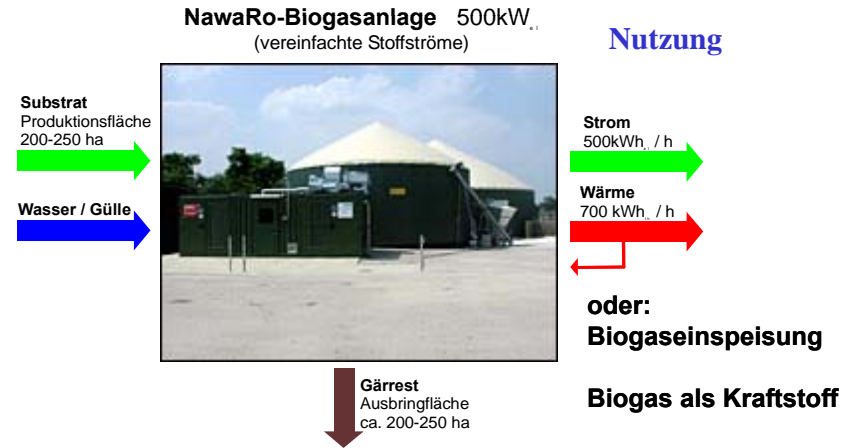 NawaRo-Biogasanlage 500kW
(vereinfachte Stoffströme)
Nutzung
Substrat
Produktionsfläche
200-250 ha
Wasser / Gülle
Strom
500kWh / h
Wärme
700 kWh / h
oder:
Biogaseinspeisung
Biogas als Kraftstoff
Gärrest
Ausbringfläche
ca. 200-250 ha